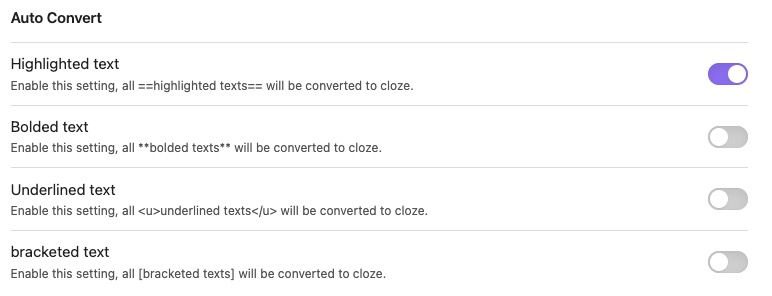 Auto Convert
Highlighted text
Enable this setting, all ==highlighted texts== will be converted to cloze.
Bolded text
Enable this setting, all **bolded texts** will be converted to cloze.
Underlined text
Enable this setting, all <u>underlined texts</u> will be converted to cloze.
bracketed text
Enable this setting, all [bracketed texts] will be converted to cloze.